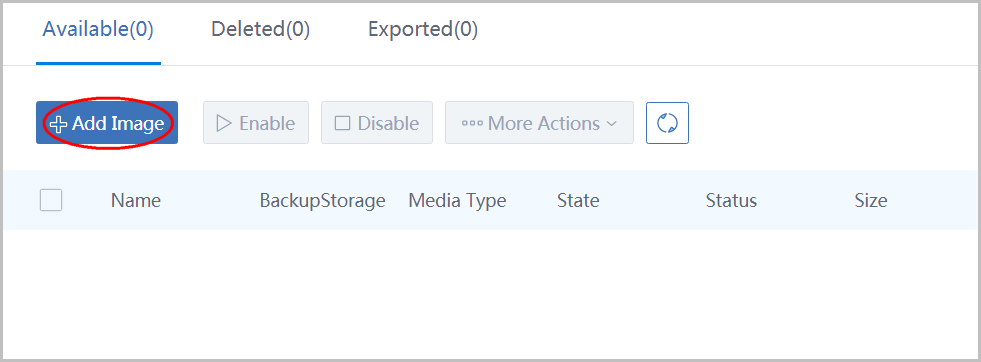 Available(0) Deleted(0) Exported(0)
Add Image Enable Disable More Actions
Name BackupStorage Media Type State Status Size